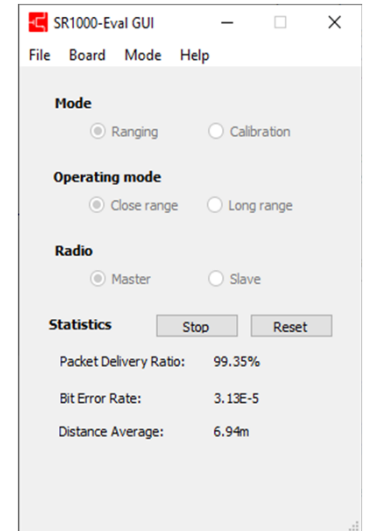 SR1000-Eval GUI
File Board Mode Help
Mode
Ranging Calibration
Operating mode
Close range Long range
Radio
Master Slave
Statistics Stop Reset
Packet Delivery Ratio: 99.35%
Bit Error Rate: 3.13E-5
Distance Average: 6.94m